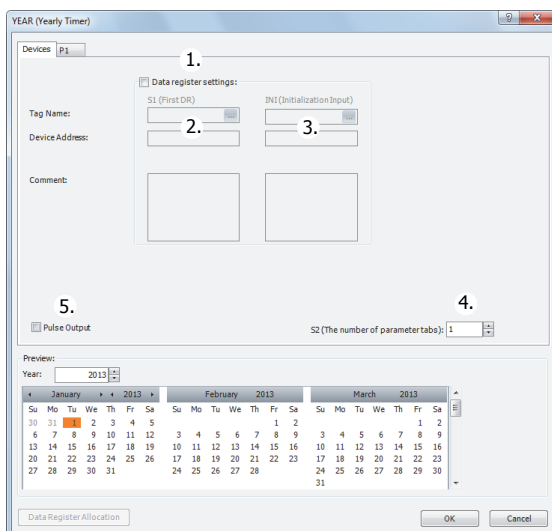 YEAR (Yearly Timer)
Devices P1
1.
Data register settings:
S1 (First DR) INI (Initialization Input)
Tag Name: ... ...
2. 3.
Device Address:
Comment:
5. 4.
Pulse Output S2 (The number of parameter tabs): 1
Preview:
Year: 2013
January 2013 February 2013 March 2013
Su Mo Tu We Th Fr Sa Su Mo Tu We Th Fr Sa Su Mo Tu We Th Fr Sa
30 31 1 2 3 4 5 1 2 1 2
6 7 8 9 10 11 12 3 4 5 6 7 8 9 3 4 5 6 7 8 9
13 14 15 16 17 18 19 10 11 12 13 14 15 16 10 11 12 13 14 15 16
20 21 22 23 24 25 26 17 18 19 20 21 22 23 17 18 19 20 21 22 23
27 28 29 30 31 24 25 26 27 28 24 25 26 27 28 29 30
31
Data Register Allocation OK Cancel